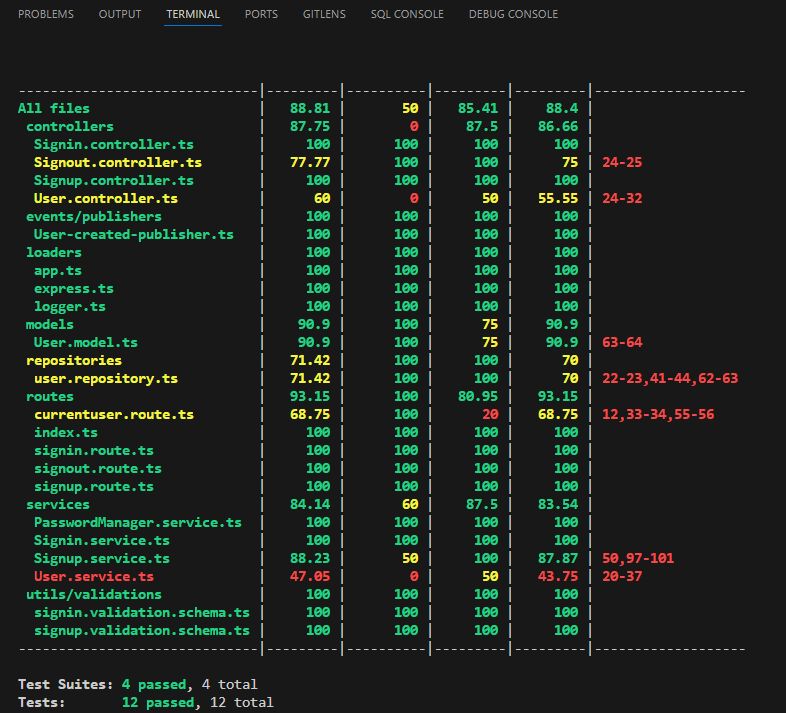 PROBLEMS OUTPUT TERMINAL PORTS GITLENS SQL CONSOLE DEBUG CONSOLE
------------------------------|---------|----------|---------|---------|-------------------
All files                     |   88.81 |       50 |   85.41 |    88.4 |
 controllers                  |   87.75 |        0 |    87.5 |   86.66 |
  Signin.controller.ts        |     100 |      100 |     100 |     100 |
  Signout.controller.ts       |   77.77 |      100 |     100 |      75 | 24-25
  Signup.controller.ts        |     100 |      100 |     100 |     100 |
  User.controller.ts          |      60 |        0 |      50 |   55.55 | 24-32
 events/publishers            |     100 |      100 |     100 |     100 |
  User-created-publisher.ts   |     100 |      100 |     100 |     100 |
 loaders                      |     100 |      100 |     100 |     100 |
  app.ts                      |     100 |      100 |     100 |     100 |
  express.ts                  |     100 |      100 |     100 |     100 |
  logger.ts                   |     100 |      100 |     100 |     100 |
 models                       |    90.9 |      100 |      75 |    90.9 |
  User.model.ts               |    90.9 |      100 |      75 |    90.9 | 63-64
 repositories                 |   71.42 |      100 |     100 |      70 |
  user.repository.ts          |   71.42 |      100 |     100 |      70 | 22-23,41-44,62-63
 routes                       |   93.15 |      100 |   80.95 |   93.15 |
  currentuser.route.ts        |   68.75 |      100 |      20 |   68.75 | 12,33-34,55-56
  index.ts                    |     100 |      100 |     100 |     100 |
  signin.route.ts             |     100 |      100 |     100 |     100 |
  signout.route.ts            |     100 |      100 |     100 |     100 |
  signup.route.ts             |     100 |      100 |     100 |     100 |
 services                     |   84.14 |       60 |    87.5 |   83.54 |
  PasswordManager.service.ts  |     100 |      100 |     100 |     100 |
  Signin.service.ts           |     100 |      100 |     100 |     100 |
  Signup.service.ts           |   88.23 |       50 |     100 |   87.87 | 50,97-101
  User.service.ts             |   47.05 |        0 |      50 |   43.75 | 20-37
 utils/validations            |     100 |      100 |     100 |     100 |
  signin.validation.schema.ts |     100 |      100 |     100 |     100 |
  signup.validation.schema.ts |     100 |      100 |     100 |     100 |
------------------------------|---------|----------|---------|---------|-------------------
Test Suites: 4 passed, 4 total
Tests:       12 passed, 12 total